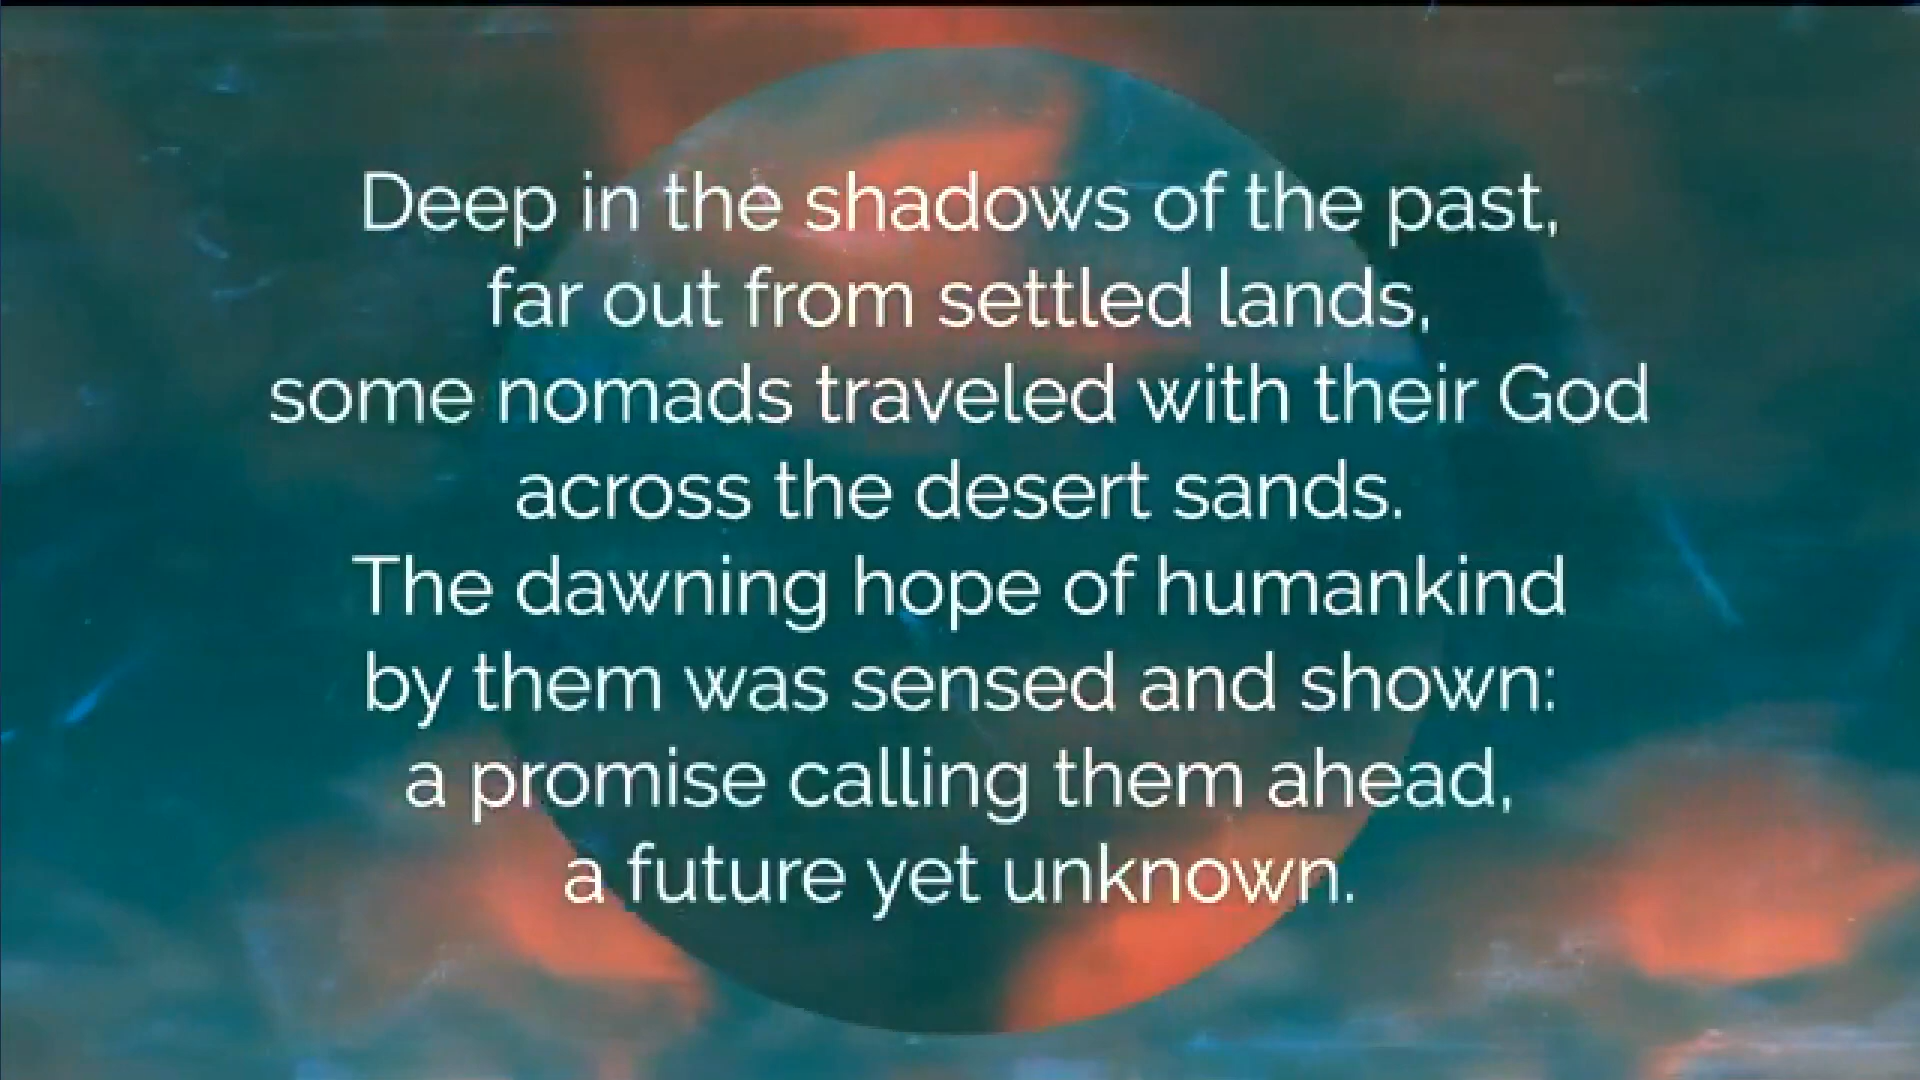 Deep in the shadows of the past,
far out from settled lands,
some nomads traveled with their God
across the desert sands.
The dawning hope of humankind
by them was sensed and shown:
a promise calling them ahead,
a future yet unknown.